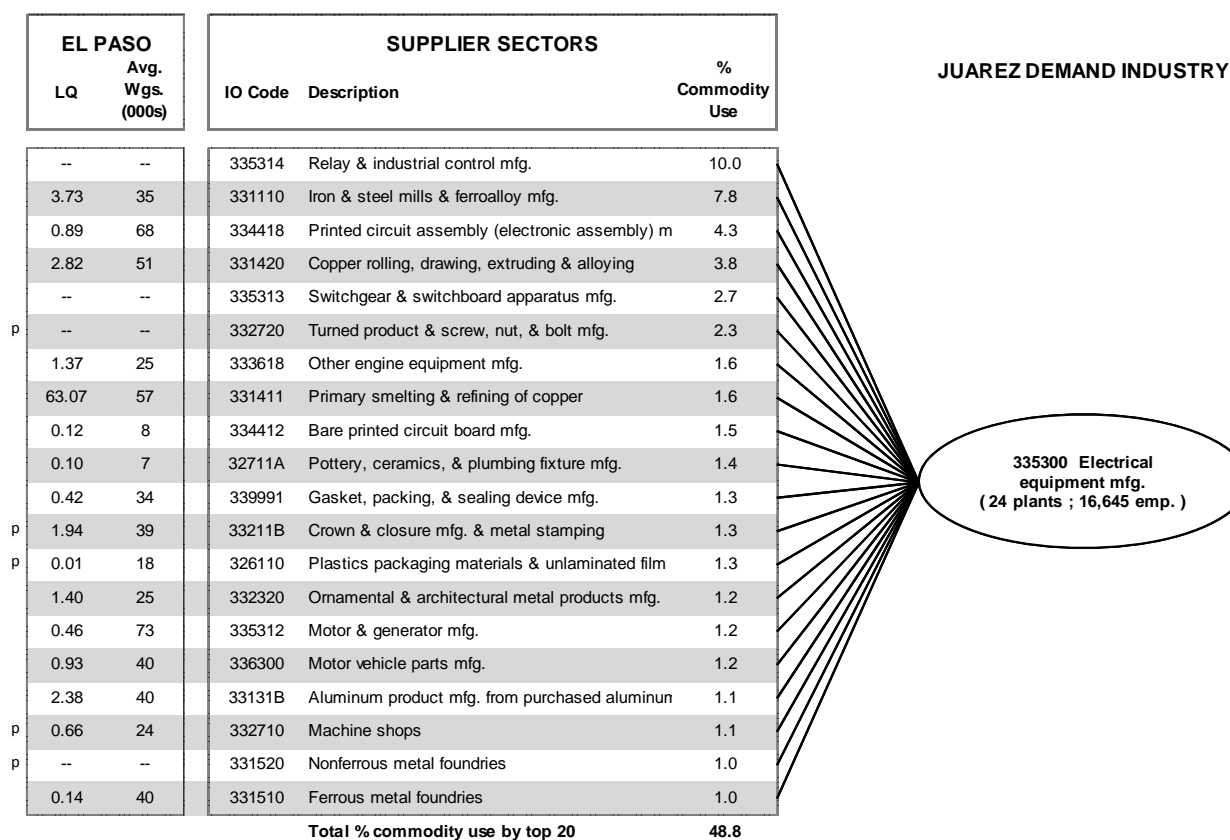 EL PASO
LQ Avg. Wgs. (000s)
SUPPLIER SECTORS
IO Code Description % Commodity Use
JUAREZ DEMAND INDUSTRY
-- -- 335314 Relay & industrial control mfg. 10.0
3.73 35 331110 Iron & steel mills & ferroalloy mfg. 7.8
0.89 68 334418 Printed circuit assembly (electronic assembly) m 4.3
2.82 51 331420 Copper rolling, drawing, extruding & alloying 3.8
-- -- 335313 Switchgear & switchboard apparatus mfg. 2.7
p -- -- 332720 Turned product & screw, nut, & bolt mfg. 2.3
1.37 25 333618 Other engine equipment mfg. 1.6
63.07 57 331411 Primary smelting & refining of copper 1.6
0.12 8 334412 Bare printed circuit board mfg. 1.5
0.10 7 32711A Pottery, ceramics, & plumbing fixture mfg. 1.4
0.42 34 339991 Gasket, packing, & sealing device mfg. 1.3
p 1.94 39 33211B Crown & closure mfg. & metal stamping 1.3
p 0.01 18 326110 Plastics packaging materials & unlaminated film 1.3
1.40 25 332320 Ornamental & architectural metal products mfg. 1.2
0.46 73 335312 Motor & generator mfg. 1.2
0.93 40 336300 Motor vehicle parts mfg. 1.2
2.38 40 33131B Aluminum product mfg. from purchased aluminun 1.1
p 0.66 24 332710 Machine shops 1.1
p -- -- 331520 Nonferrous metal foundries 1.0
0.14 40 331510 Ferrous metal foundries 1.0
Total % commodity use by top 20 48.8
335300 Electrical
equipment mfg.
( 24 plants ; 16,645 emp. )